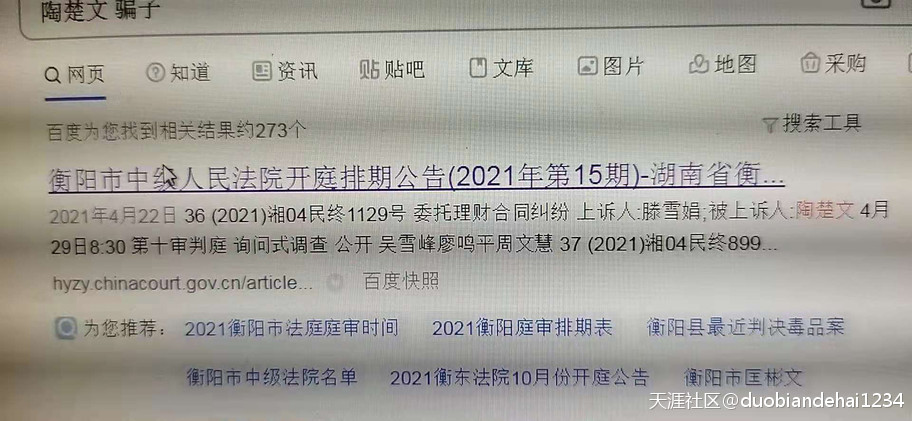 陶楚文 骗子
网页 知道 资讯 贴吧 文库 图片 地图 采购
百度为您找到相关结果约273个 搜索工具
衡阳市中级人民法院开庭排期公告(2021年第15期)-湖南省衡...
2021年4月22日 36 (2021)湘04民终1129号 委托理财合同纠纷 上诉人:滕雪娟;被上诉人:陶楚文 4月
29日8:30 第十审判庭 询问式调查 公开 吴雪峰廖鸣平周文慧 37 (2021)湘04民终899...
hyzy.chinacourt.gov.cn/article... 百度快照
为您推荐: 2021衡阳市法庭庭审时间 2021衡阳庭审排期表 衡阳县最近判决毒品案
衡阳市中级法院名单 2021衡东法院10月份开庭公告 衡阳市匡彬文
天涯社区@duobiandehai1234